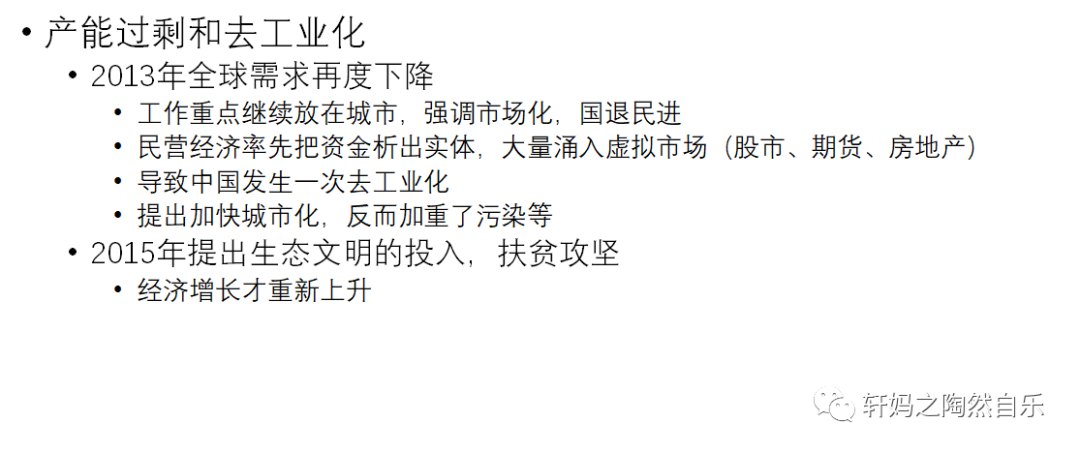 • 产能过剩和去工业化
• 2013年全球需求再度下降
• 工作重点继续放在城市，强调市场化，国退民进
• 民营经济率先把资金析出实体，大量涌入虚拟市场（股市、期货、房地产）
• 导致中国发生一次去工业化
• 提出加快城市化，反而加重了污染等
• 2015年提出生态文明的投入，扶贫攻坚
• 经济增长才重新上升
轩妈之陶然自乐